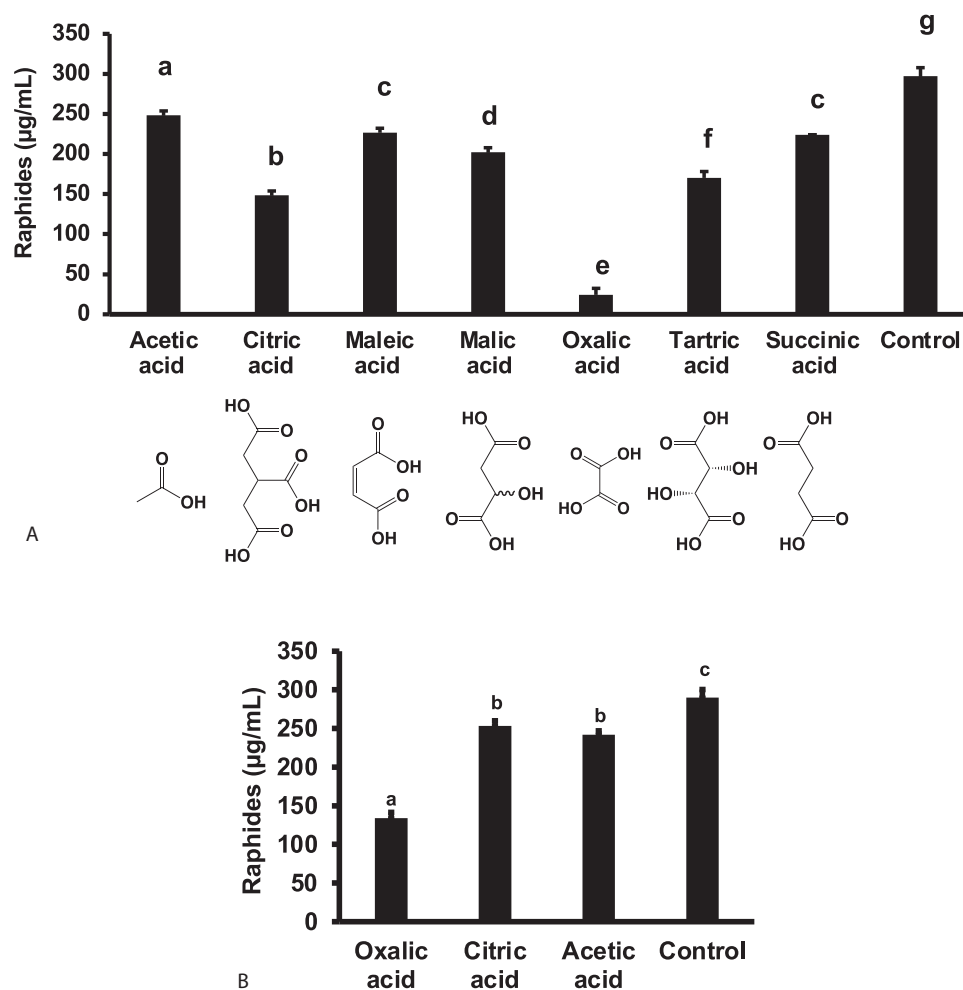 350
300
250
200
150
100
50
0
Raphides (µg/mL)
a
b
c
d
e
f
c
g
Acetic acid
Citric acid
Maleic acid
Malic acid
Oxalic acid
Tartric acid
Succinic acid
Control
O
OH
HO
O
O
OH
O
HO
O
OH
O
OH
HO
O
OH
O
OH
O
OH
HO
O
OH
O
OH
HO
O
HO
OH
O
O
HO
A
350
300
250
200
150
100
50
0
Raphides (µg/mL)
a
b
b
c
Oxalic acid
Citric acid
Acetic acid
Control
B